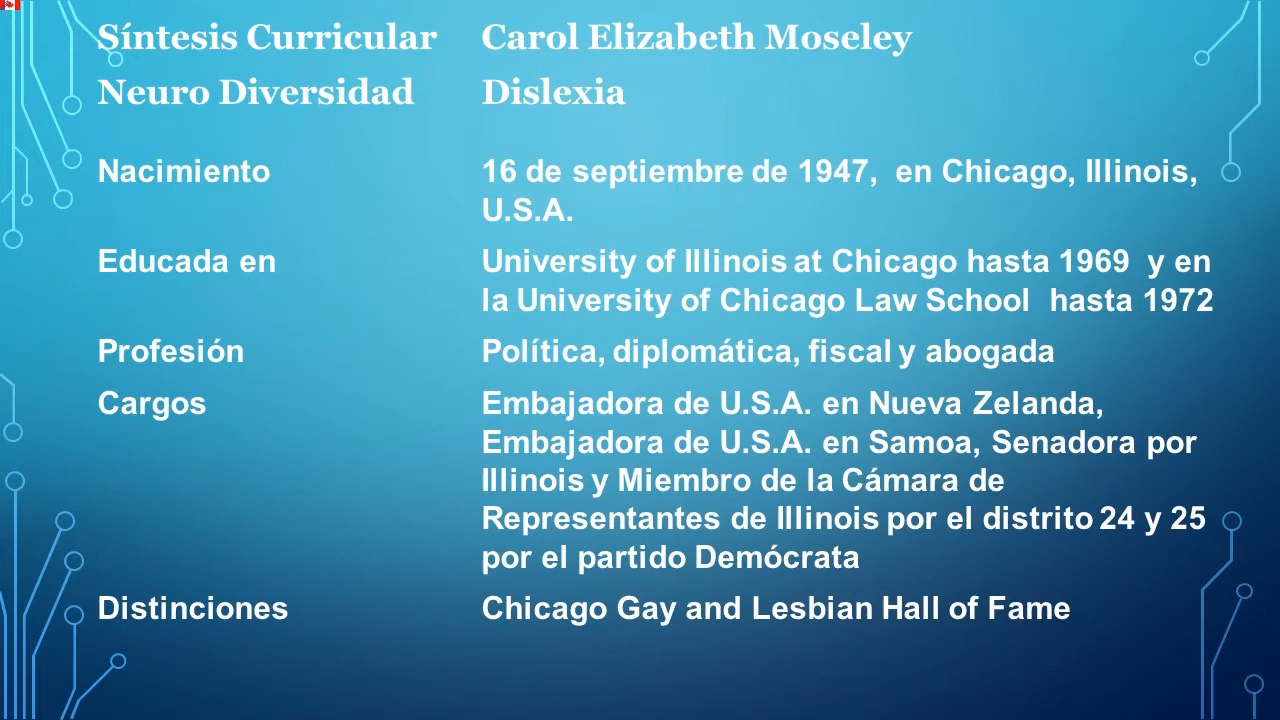 Síntesis Curricular Carol Elizabeth Moseley
Neuro Diversidad Dislexia
Nacimiento 16 de septiembre de 1947, en Chicago, Illinois,
U.S.A.
Educada en University of Illinois at Chicago hasta 1969 y en
la University of Chicago Law School hasta 1972
Profesión Política, diplomática, fiscal y abogada
Cargos Embajadora de U.S.A. en Nueva Zelanda,
Embajadora de U.S.A. en Samoa, Senadora por
Illinois y Miembro de la Cámara de
Representantes de Illinois por el distrito 24 y 25
por el partido Demócrata
Distinciones Chicago Gay and Lesbian Hall of Fame